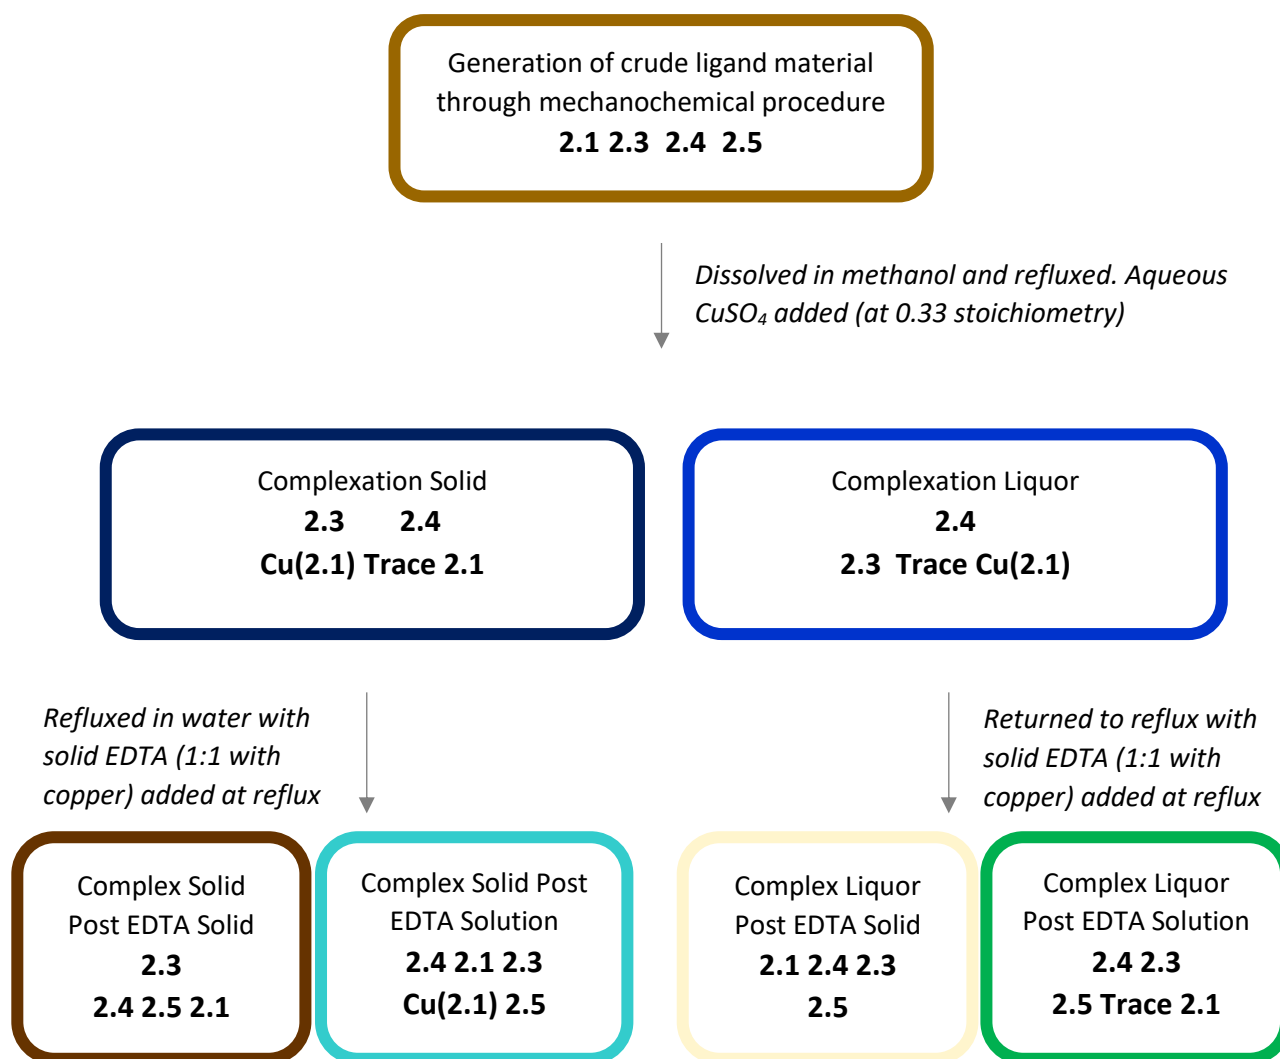 Generation of crude ligand material
through mechanochemical procedure
2.1 2.3 2.4 2.5
Dissolved in methanol and refluxed. Aqueous
CuSO₄ added (at 0.33 stoichiometry)
Complexation Solid
2.3 2.4
Cu(2.1) Trace 2.1
Complexation Liquor
2.4
2.3 Trace Cu(2.1)
Refluxed in water with
solid EDTA (1:1 with
copper) added at reflux
Returned to reflux with
solid EDTA (1:1 with
copper) added at reflux
Complex Solid
Post EDTA Solid
2.3
2.4 2.5 2.1
Complex Solid Post
EDTA Solution
2.4 2.1 2.3
Cu(2.1) 2.5
Complex Liquor
Post EDTA Solid
2.1 2.4 2.3
2.5
Complex Liquor
Post EDTA Solution
2.4 2.3
2.5 Trace 2.1